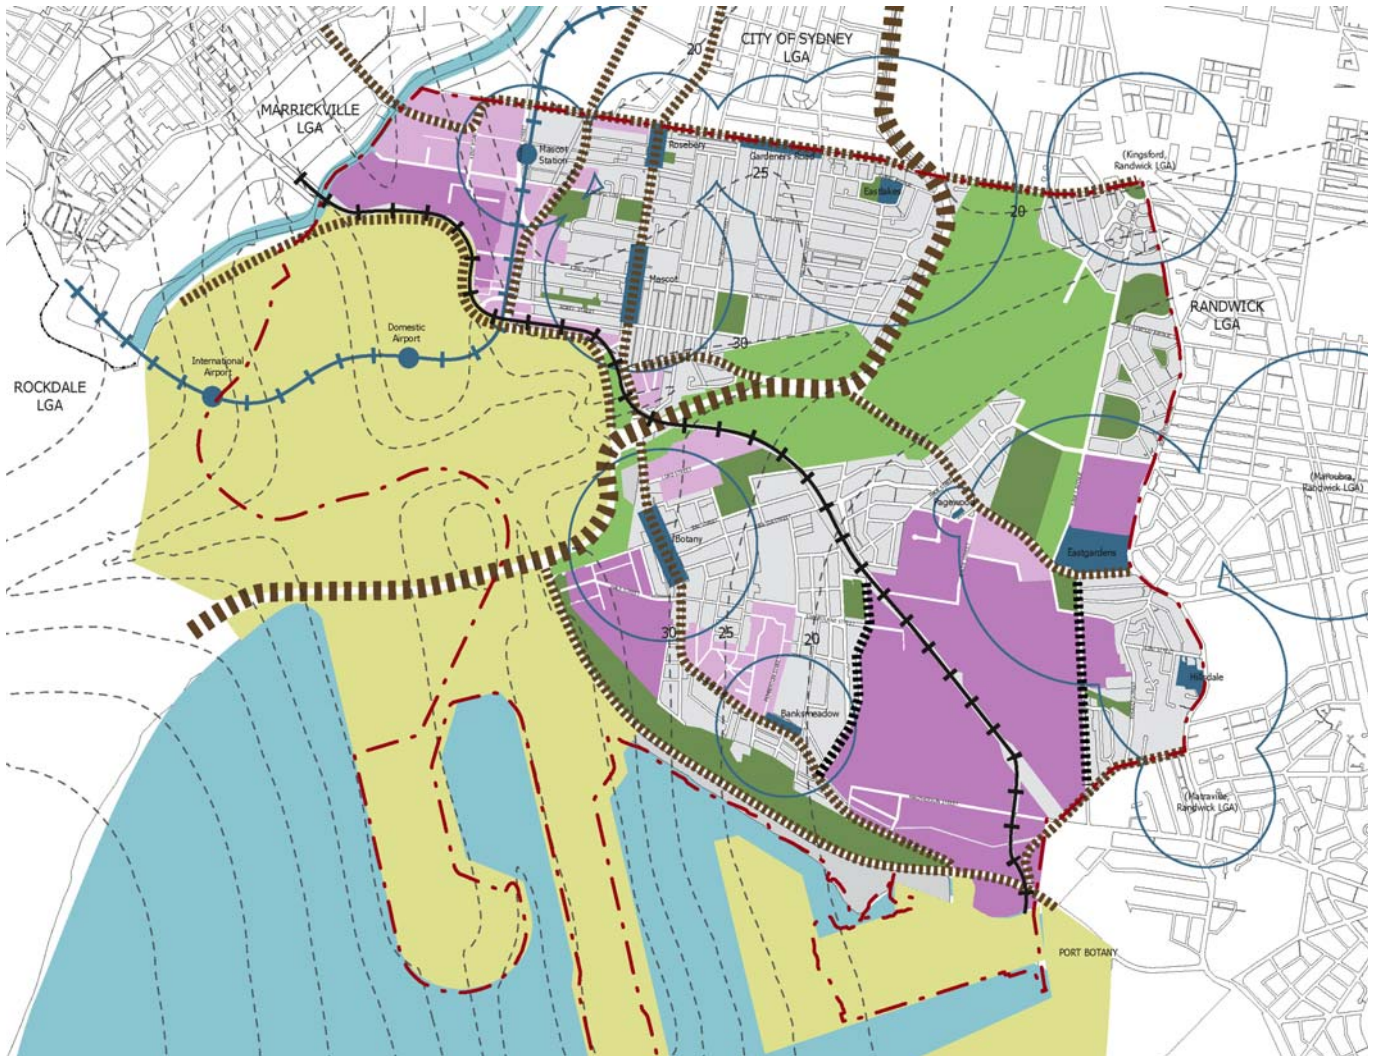 CITY OF SYDNEY
LGA
20
MARRICKVILLE
LGA
Mascot
Station
Rosebery
Gardeners Road
25
(Kingsford,
Randwick LGA)
Eastlakes
20
Mascot
RANDWICK
LGA
Domestic
Airport
30
International
Airport
ROCKDALE
LGA
(Maroubra,
Randwick LGA)
Pagewood
Botany
Eastgardens
30
25
20
Hillsdale
Banksmeadow
(Matraville,
Randwick LGA)
PORT BOTANY